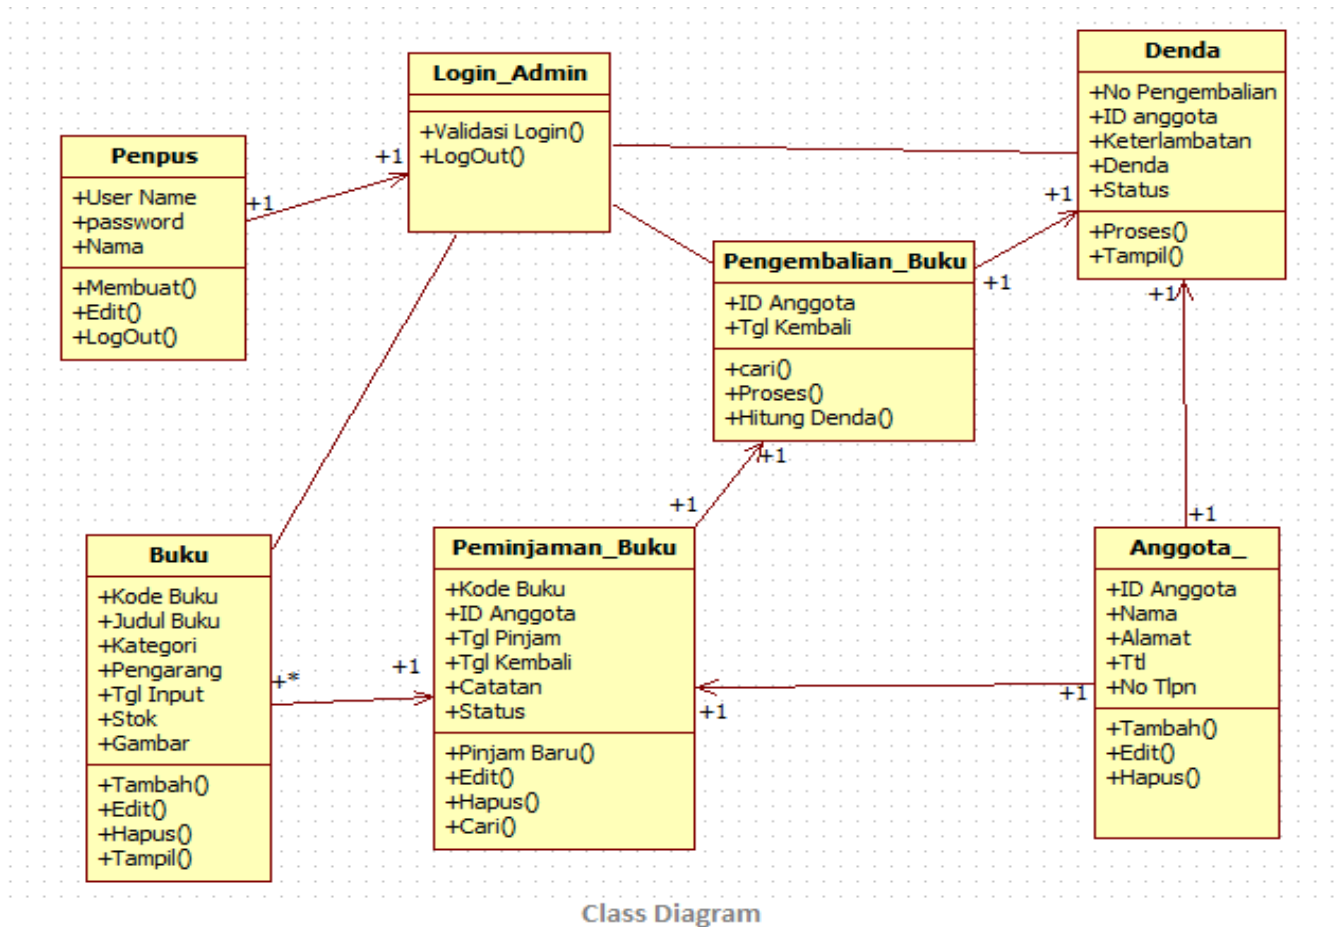 Login_Admin
+Validasi Login()
+LogOut()
Denda
+No Pengembalian
+ID anggota
+Keterlambatan
+Denda
+Status
+Proses()
+Tampil()
Penpus
+User Name
+password
+Nama
+Membuat()
+Edit()
+LogOut()
+1
+1
Pengembalian_Buku
+ID Anggota
+Tgl Kembali
+cari()
+Proses()
+Hitung Denda()
+1
+1
+1
+1
+1
+1
Buku
+Kode Buku
+Judul Buku
+Kategori
+Pengarang
+Tgl Input
+Stok
+Gambar
+Tambah()
+Edit()
+Hapus()
+Tampil()
+*
+1
Peminjaman_Buku
+Kode Buku
+ID Anggota
+Tgl Pinjam
+Tgl Kembali
+Catatan
+Status
+Pinjam Baru()
+Edit()
+Hapus()
+Cari()
+1
+1
Anggota_
+ID Anggota
+Nama
+Alamat
+Ttl
+No Tlpn
+Tambah()
+Edit()
+Hapus()
Class Diagram